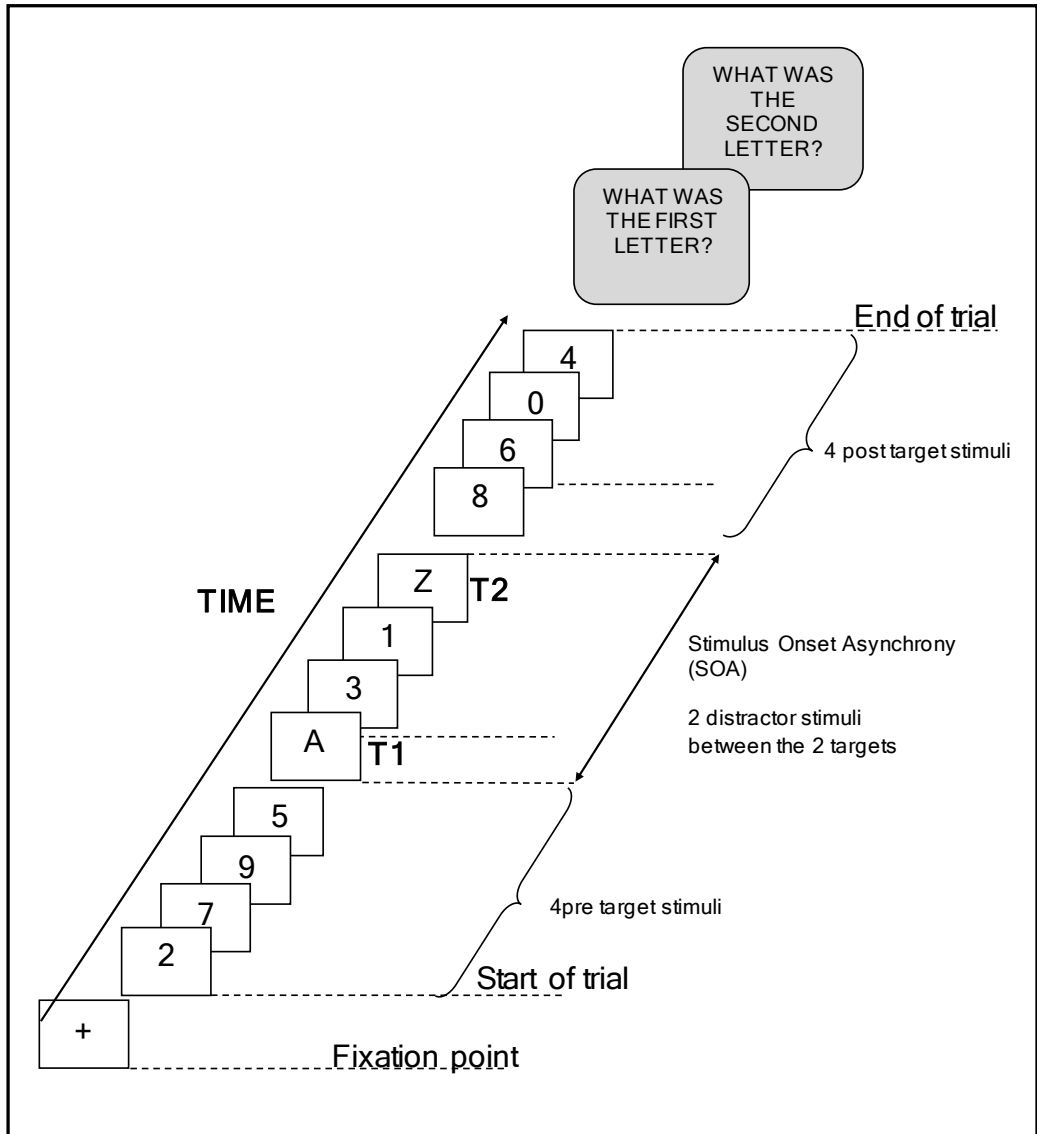 WHAT WAS
THE
SECOND
LETTER?
WHAT WAS
THE FIRST
LETTER?
End of trial
4
0
6
4 post target stimuli
8
Z
T2
TIME
1
Stimulus Onset Asynchrony
(SOA)
3
2 distractor stimuli
between the 2 targets
A
T1
5
9
4pre target stimuli
7
2
Start of trial
+
Fixation point